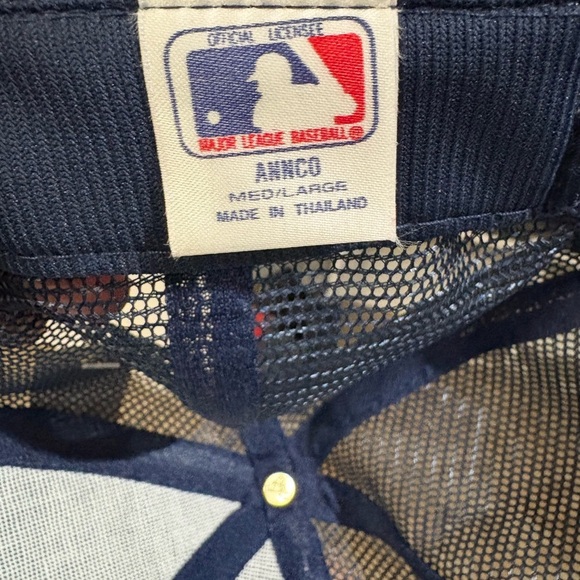 OFFICIAL LICENSEE
MAJOR LEAGUE BASEBALL®
ANNCO
MED/LARGE
MADE IN THAILAND